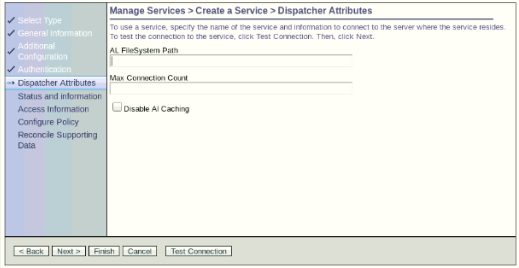 Manage Services > Create a Service > Dispatcher Attributes
Select Type
General Information
Additional
Configuration
Authentication
Dispatcher Attributes
Status and information
Access Information
Configure Policy
Reconcile Supporting
Data
To use a service, specify the name of the service and information to connect to the server where the service resides.
To test the connection to the service, click Test Connection. Then, click Next.
AL FileSystem Path
Max Connection Count
Disable Al Caching
< Back
Next >
Finish
Cancel
Test Connection